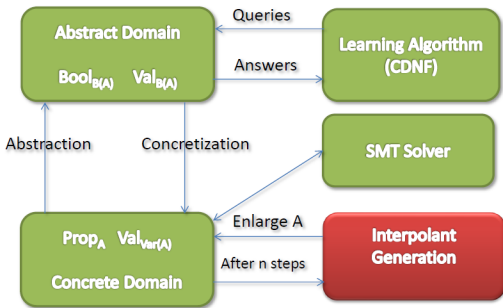 Abstract Domain
Bool_B(A) Val_B(A)
Queries
Answers
Learning Algorithm
(CDNF)
Abstraction
Concretization
SMT Solver
Prop_A Val_Var(A)
Concrete Domain
Enlarge A
After n steps
Interpolant
Generation